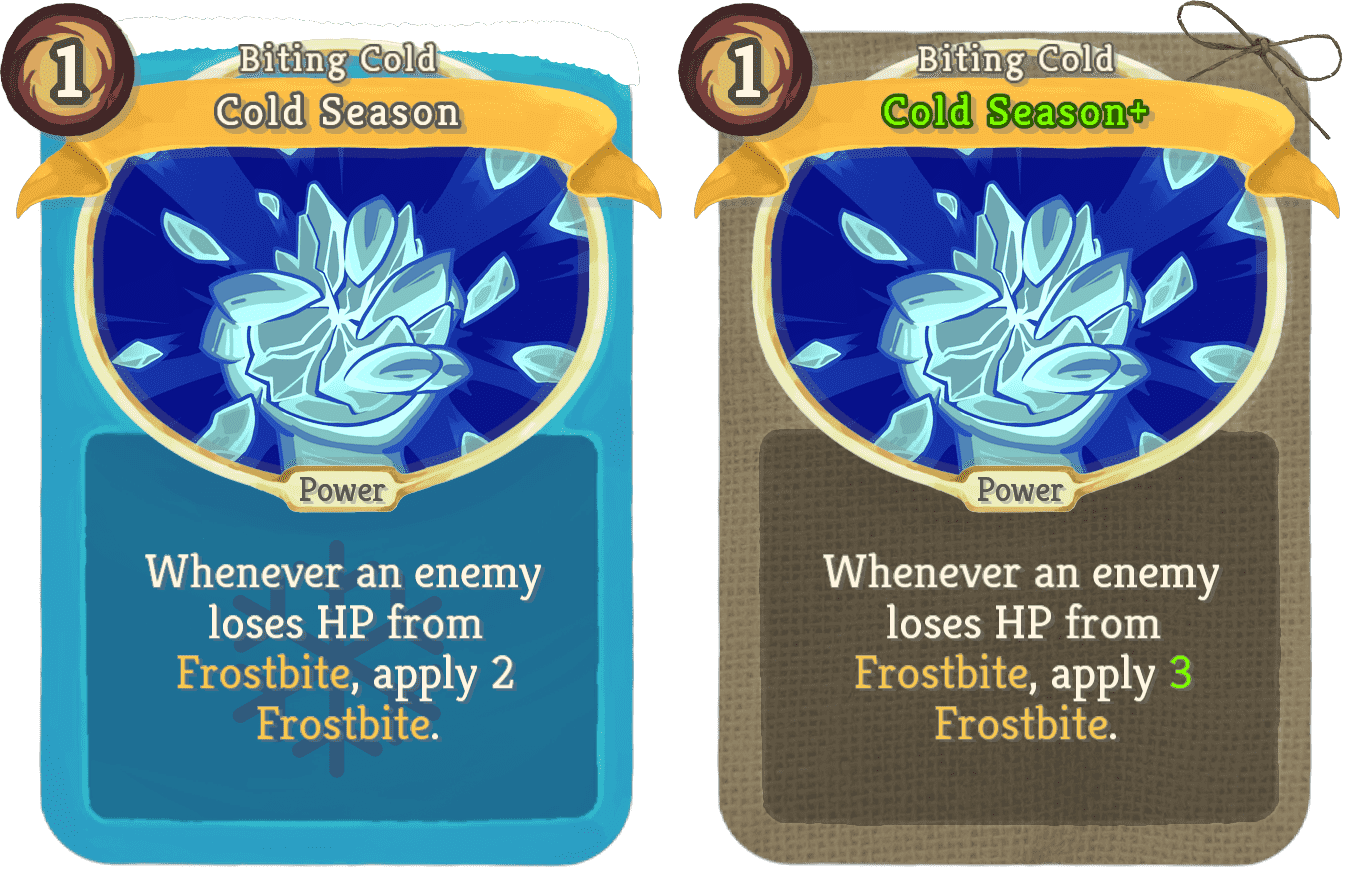 1
Biting Cold
Cold Season
Power
Whenever an enemy
loses HP from
Frostbite, apply 2
Frostbite.
1
Biting Cold
Cold Season+
Power
Whenever an enemy
loses HP from
Frostbite, apply 3
Frostbite.